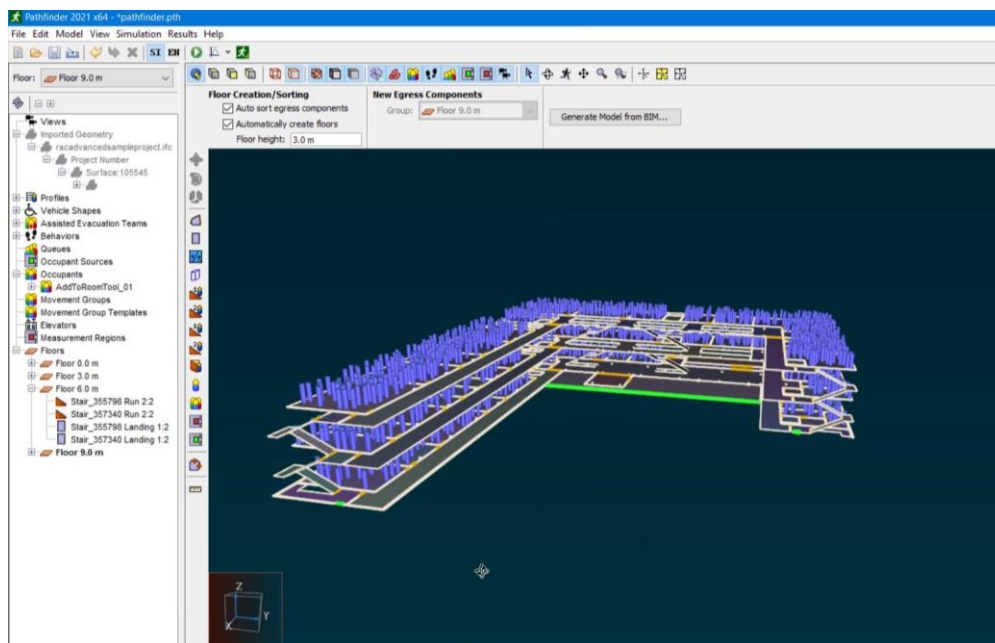 Pathfinder 2021 x64 - *pathfinder.pth
File Edit Model View Simulation Results Help
SI EN
Floor: Floor 9.0 m
Floor Creation/Sorting
New Egress Components
Auto sort egress components
Group: Floor 9.0 m
Generate Model from BIM...
Automatically create floors
Floor height: 3.0 m
Views
Imported Geometry
racadvancedsampleproject.ifc
Project Number
Surface:105545
Profiles
Vehicle Shapes
Assisted Evacuation Teams
Behaviors
Queues
Occupant Sources
Occupants
AddToRoomTool_01
Movement Groups
Movement Group Templates
Elevators
Measurement Regions
Floors
Floor 0.0 m
Floor 3.0 m
Floor 6.0 m
Stair_355798 Run 2:2
Stair_357340 Run 2:2
Stair_355798 Landing 1:2
Stair_357340 Landing 1:2
Floor 9.0 m
Z
Y
X